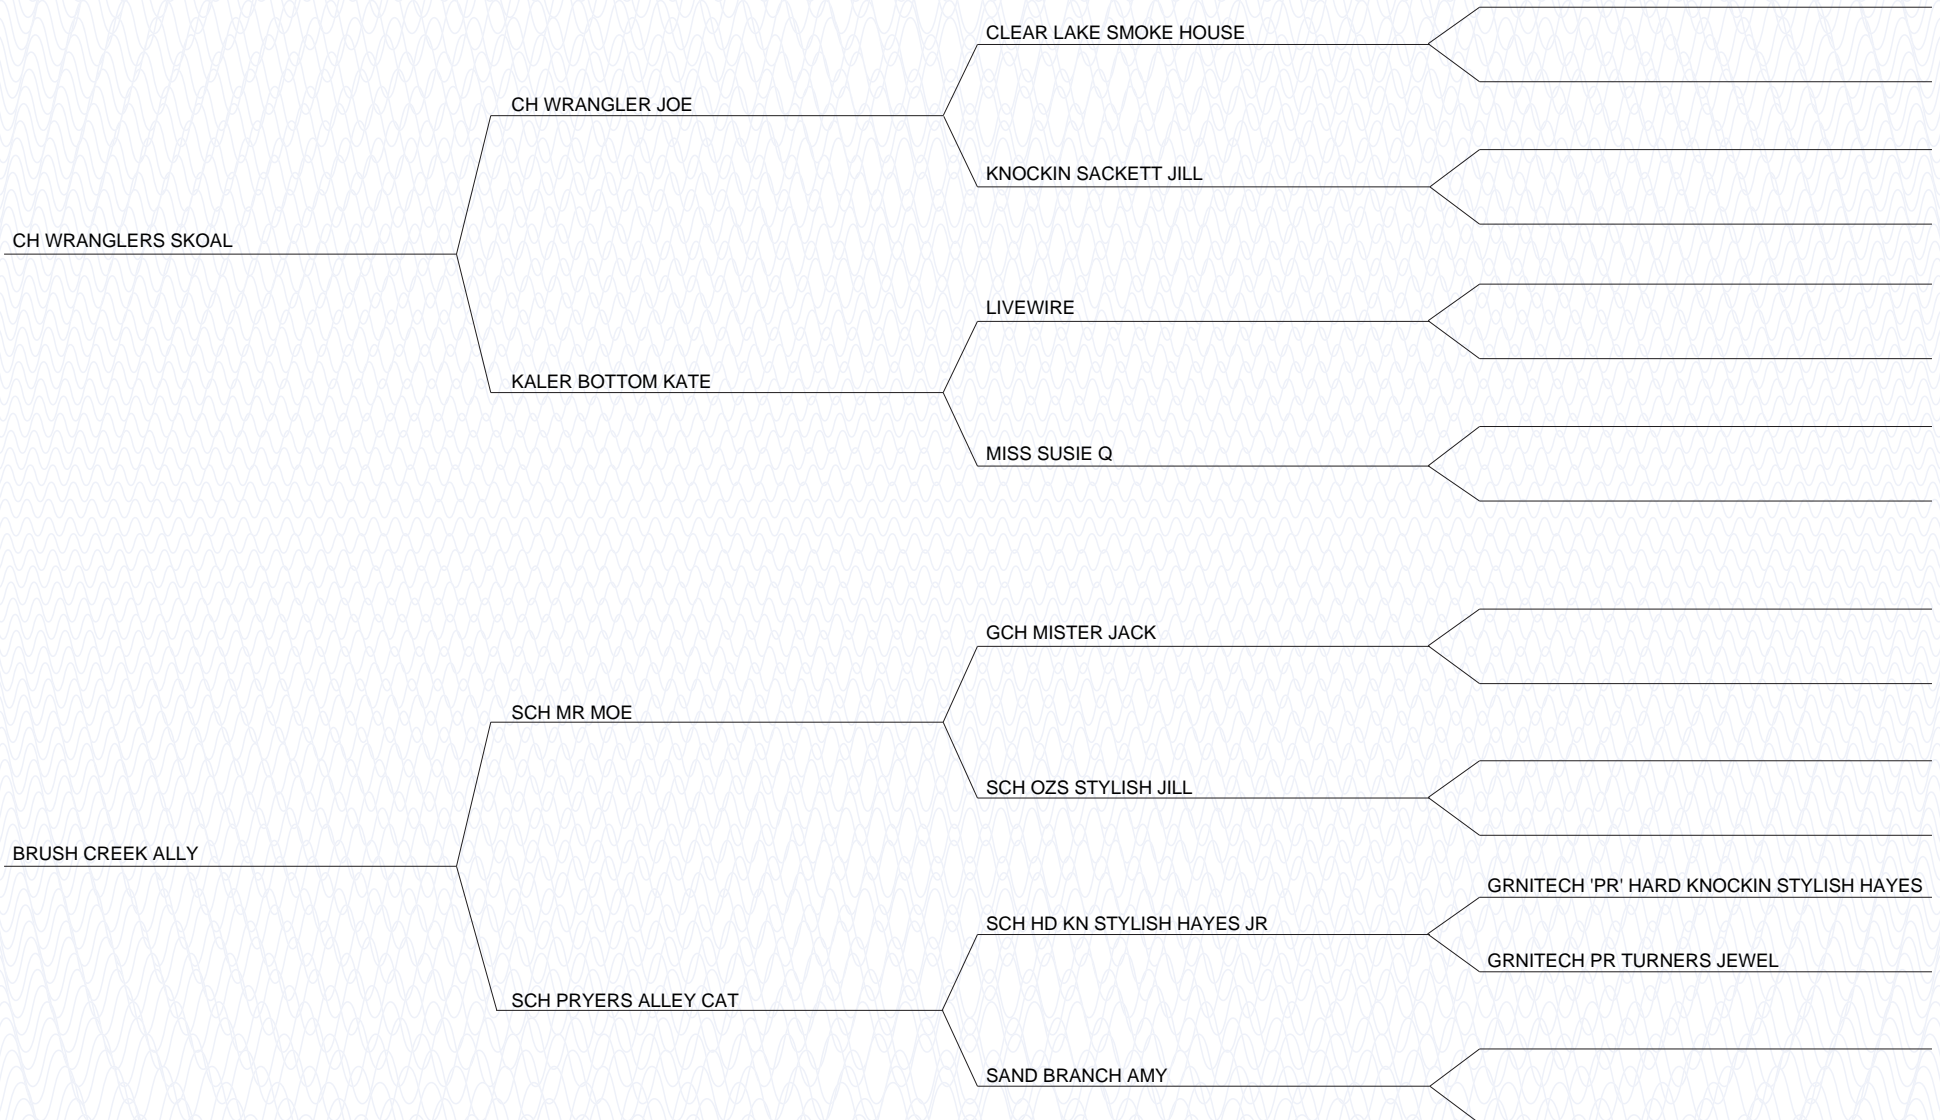 CLEAR LAKE SMOKE HOUSE
CH WRANGLER JOE
KNOCKIN SACKETT JILL
CH WRANGLERS SKOAL
LIVEWIRE
KALER BOTTOM KATE
MISS SUSIE Q
GCH MISTER JACK
SCH MR MOE
SCH OZS STYLISH JILL
BRUSH CREEK ALLY
GRNITECH 'PR' HARD KNOCKIN STYLISH HAYES
SCH HD KN STYLISH HAYES JR
GRNITECH PR TURNERS JEWEL
SCH PRYERS ALLEY CAT
SAND BRANCH AMY